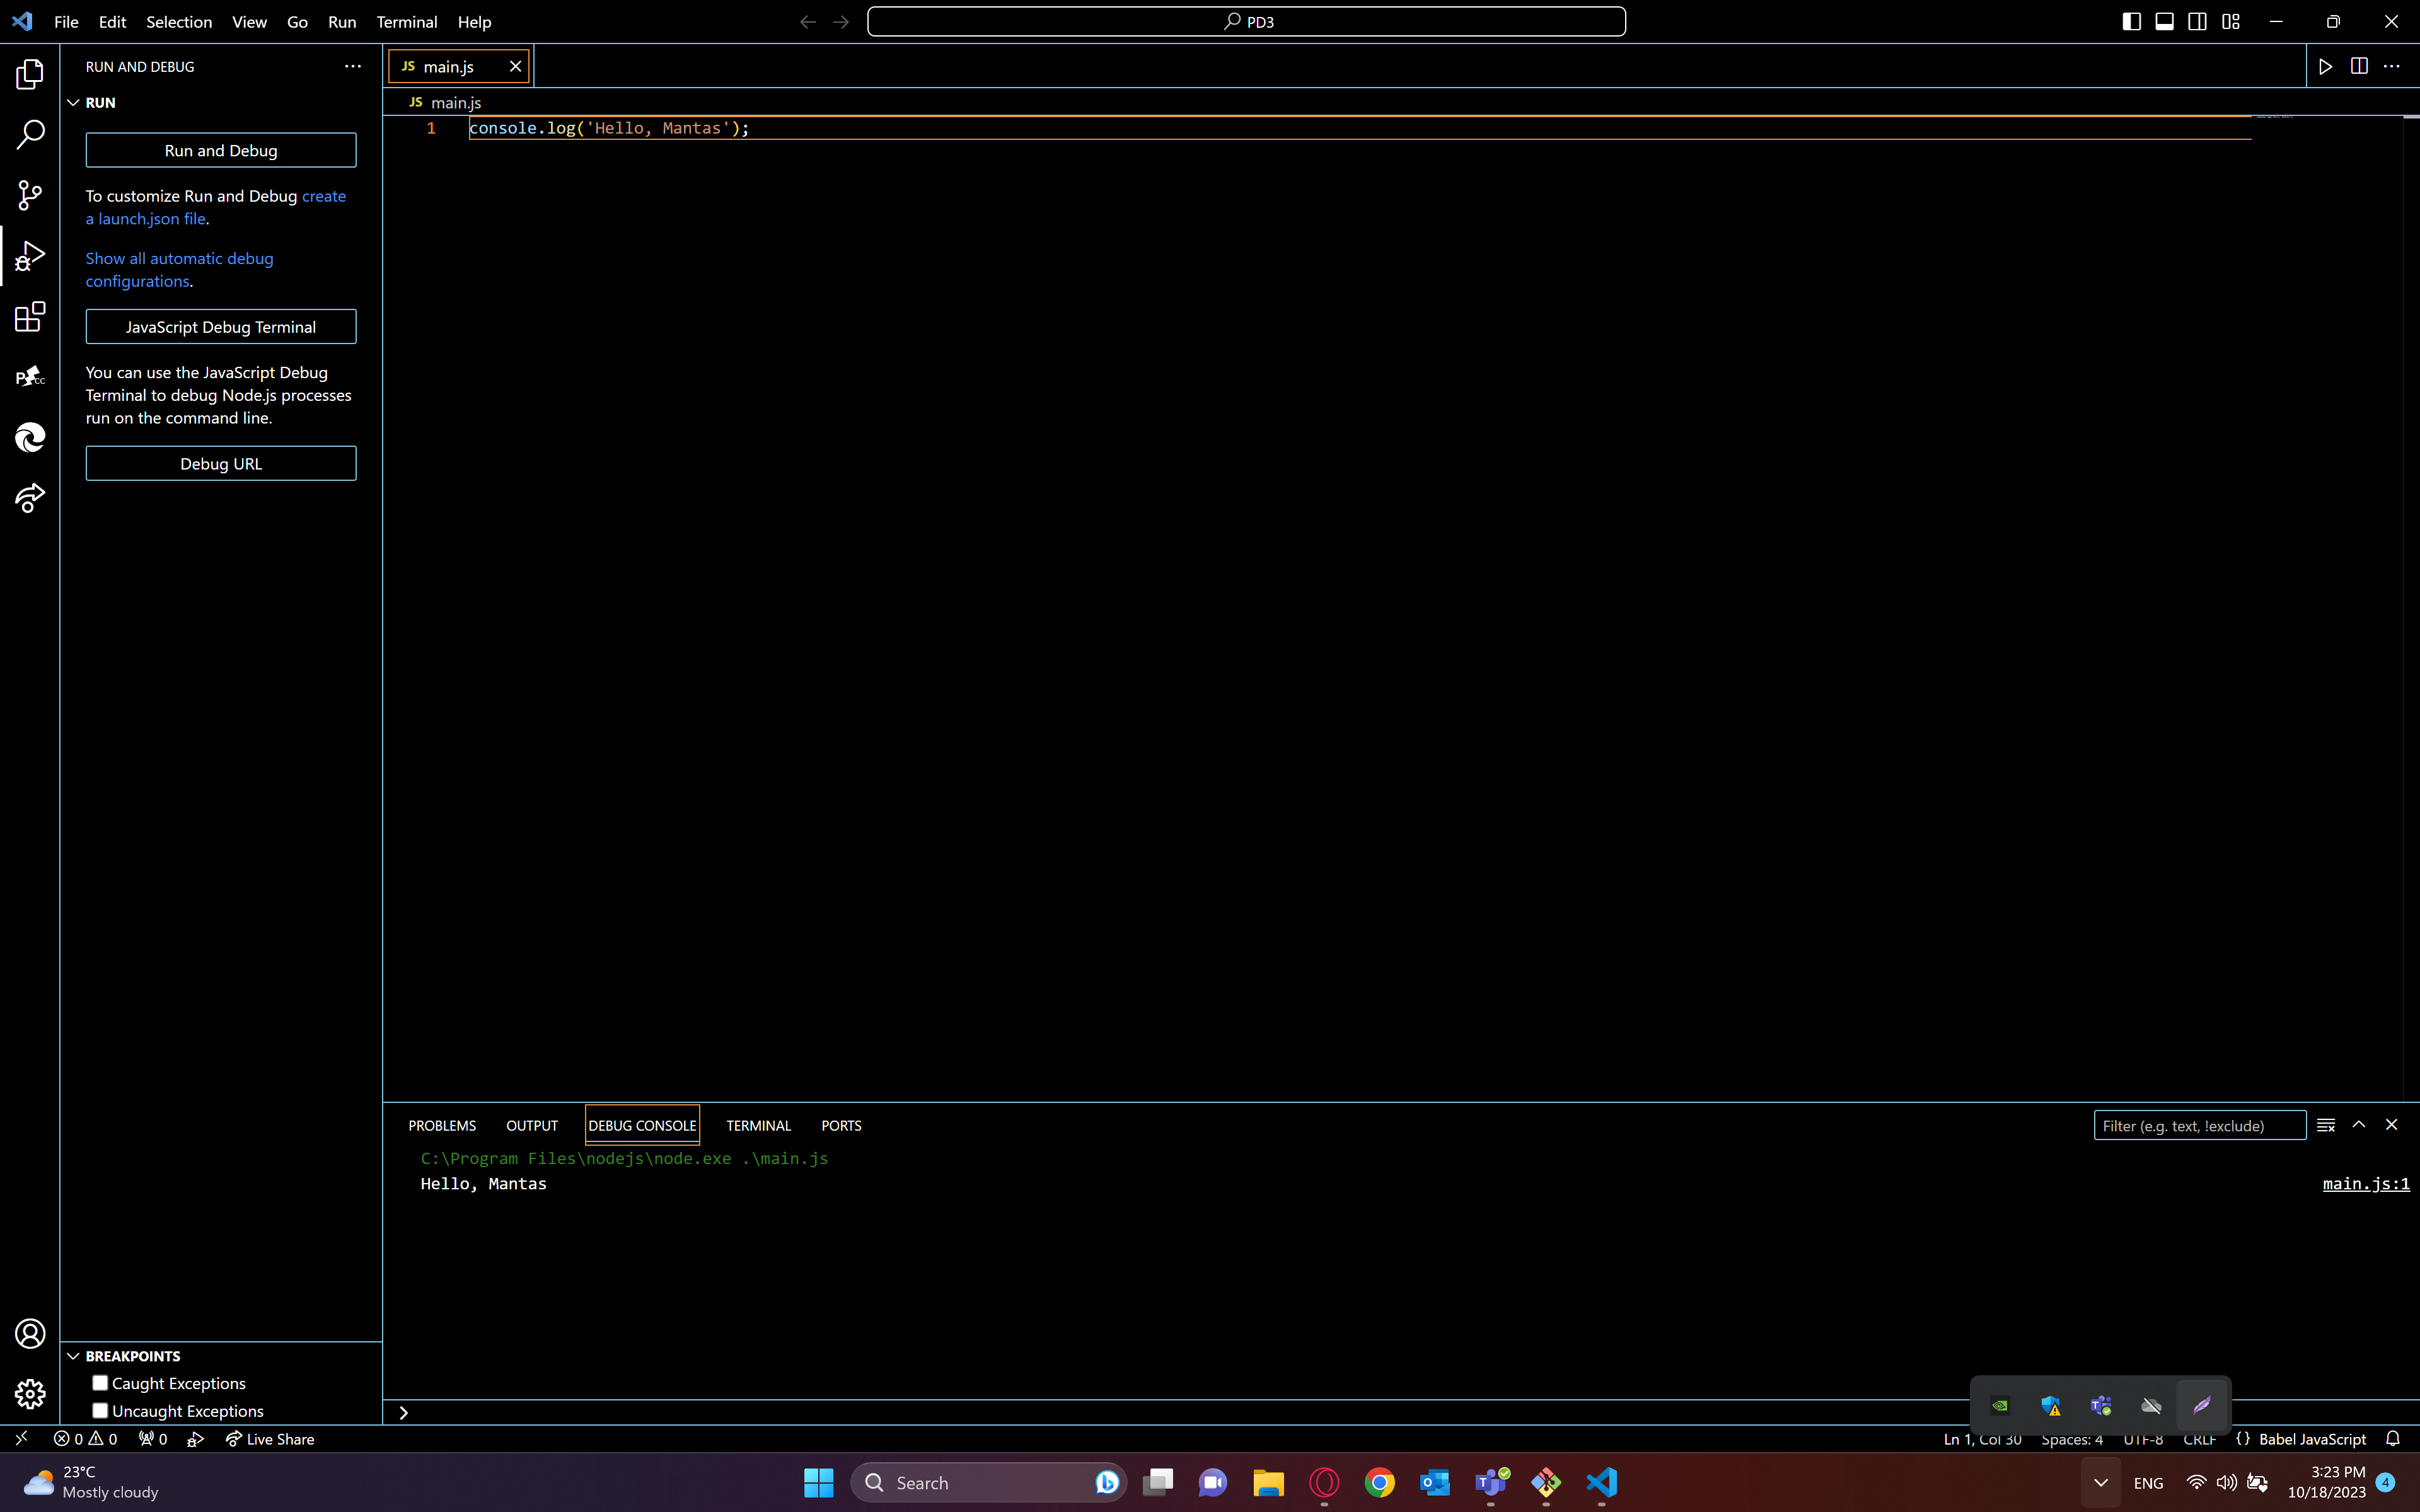 File Edit Selection View Go Run Terminal Help
PD3
RUN AND DEBUG
RUN
Run and Debug
To customize Run and Debug create
a launch.json file.
Show all automatic debug
configurations.
JavaScript Debug Terminal
You can use the JavaScript Debug
Terminal to debug Node.js processes
run on the command line.
Debug URL
JS main.js
JS main.js
1 console.log('Hello, Mantas');
PROBLEMS OUTPUT DEBUG CONSOLE TERMINAL PORTS
Filter (e.g. text, !exclude)
C:\Program Files\nodejs\node.exe .\main.js
Hello, Mantas main.js:1
BREAKPOINTS
Caught Exceptions
Uncaught Exceptions
0 0 0 Live Share
Ln 1, Col 30 Spaces: 4 UTF-8 CRLF {} Babel JavaScript
23°C
Mostly cloudy
Search
ENG
3:23 PM
10/18/2023
4